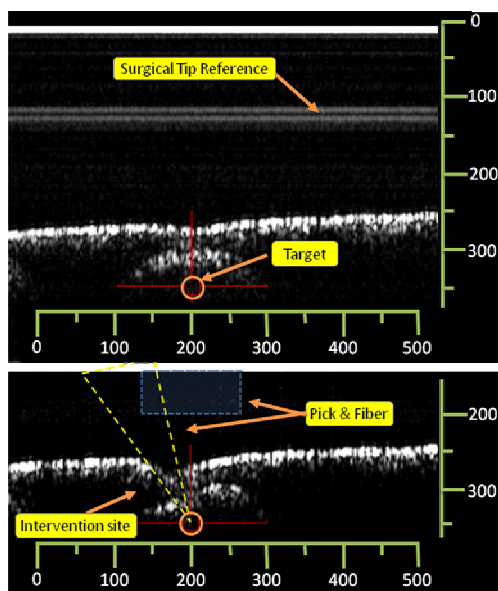 0
Surgical Tip Reference
100
200
Target
300
0 100 200 300 400 500
Pick & Fiber
200
300
Intervention site
0 100 200 300 400 500